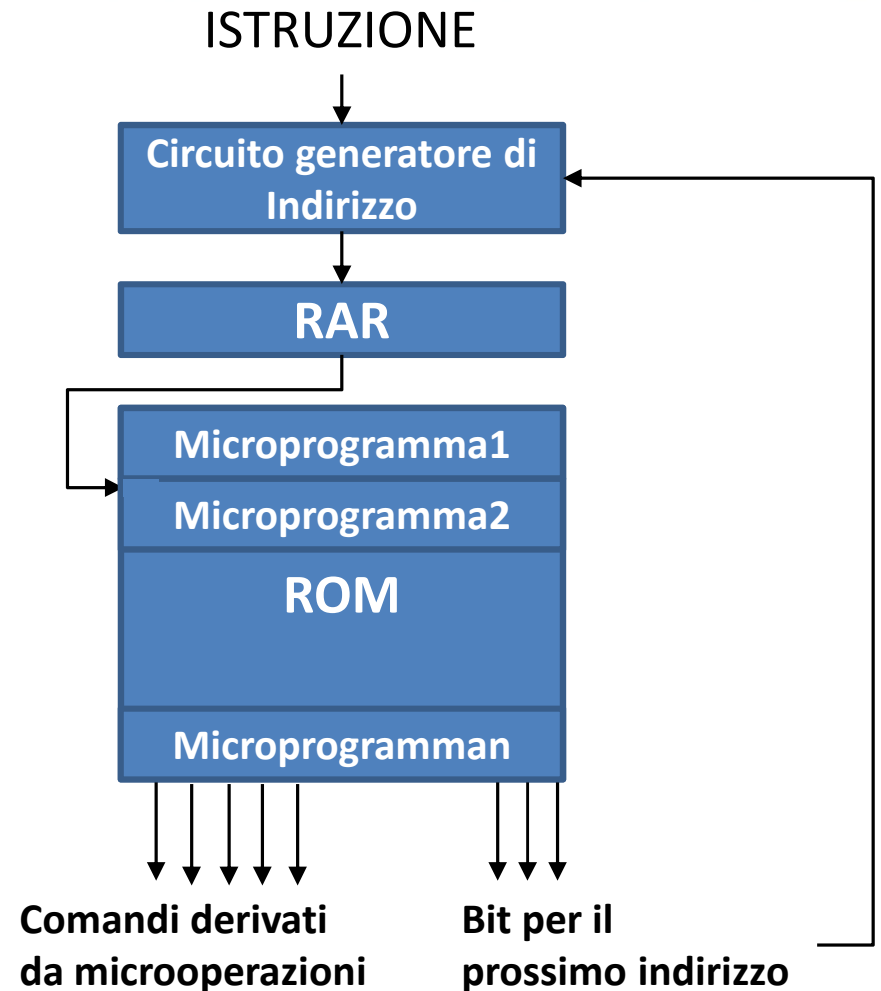 ISTRUZIONE
Circuito generatore di
Indirizzo
RAR
Microprogramma1
Microprogramma2
ROM
Microprogramman
Comandi derivati
da microoperazioni
Bit per il
prossimo indirizzo